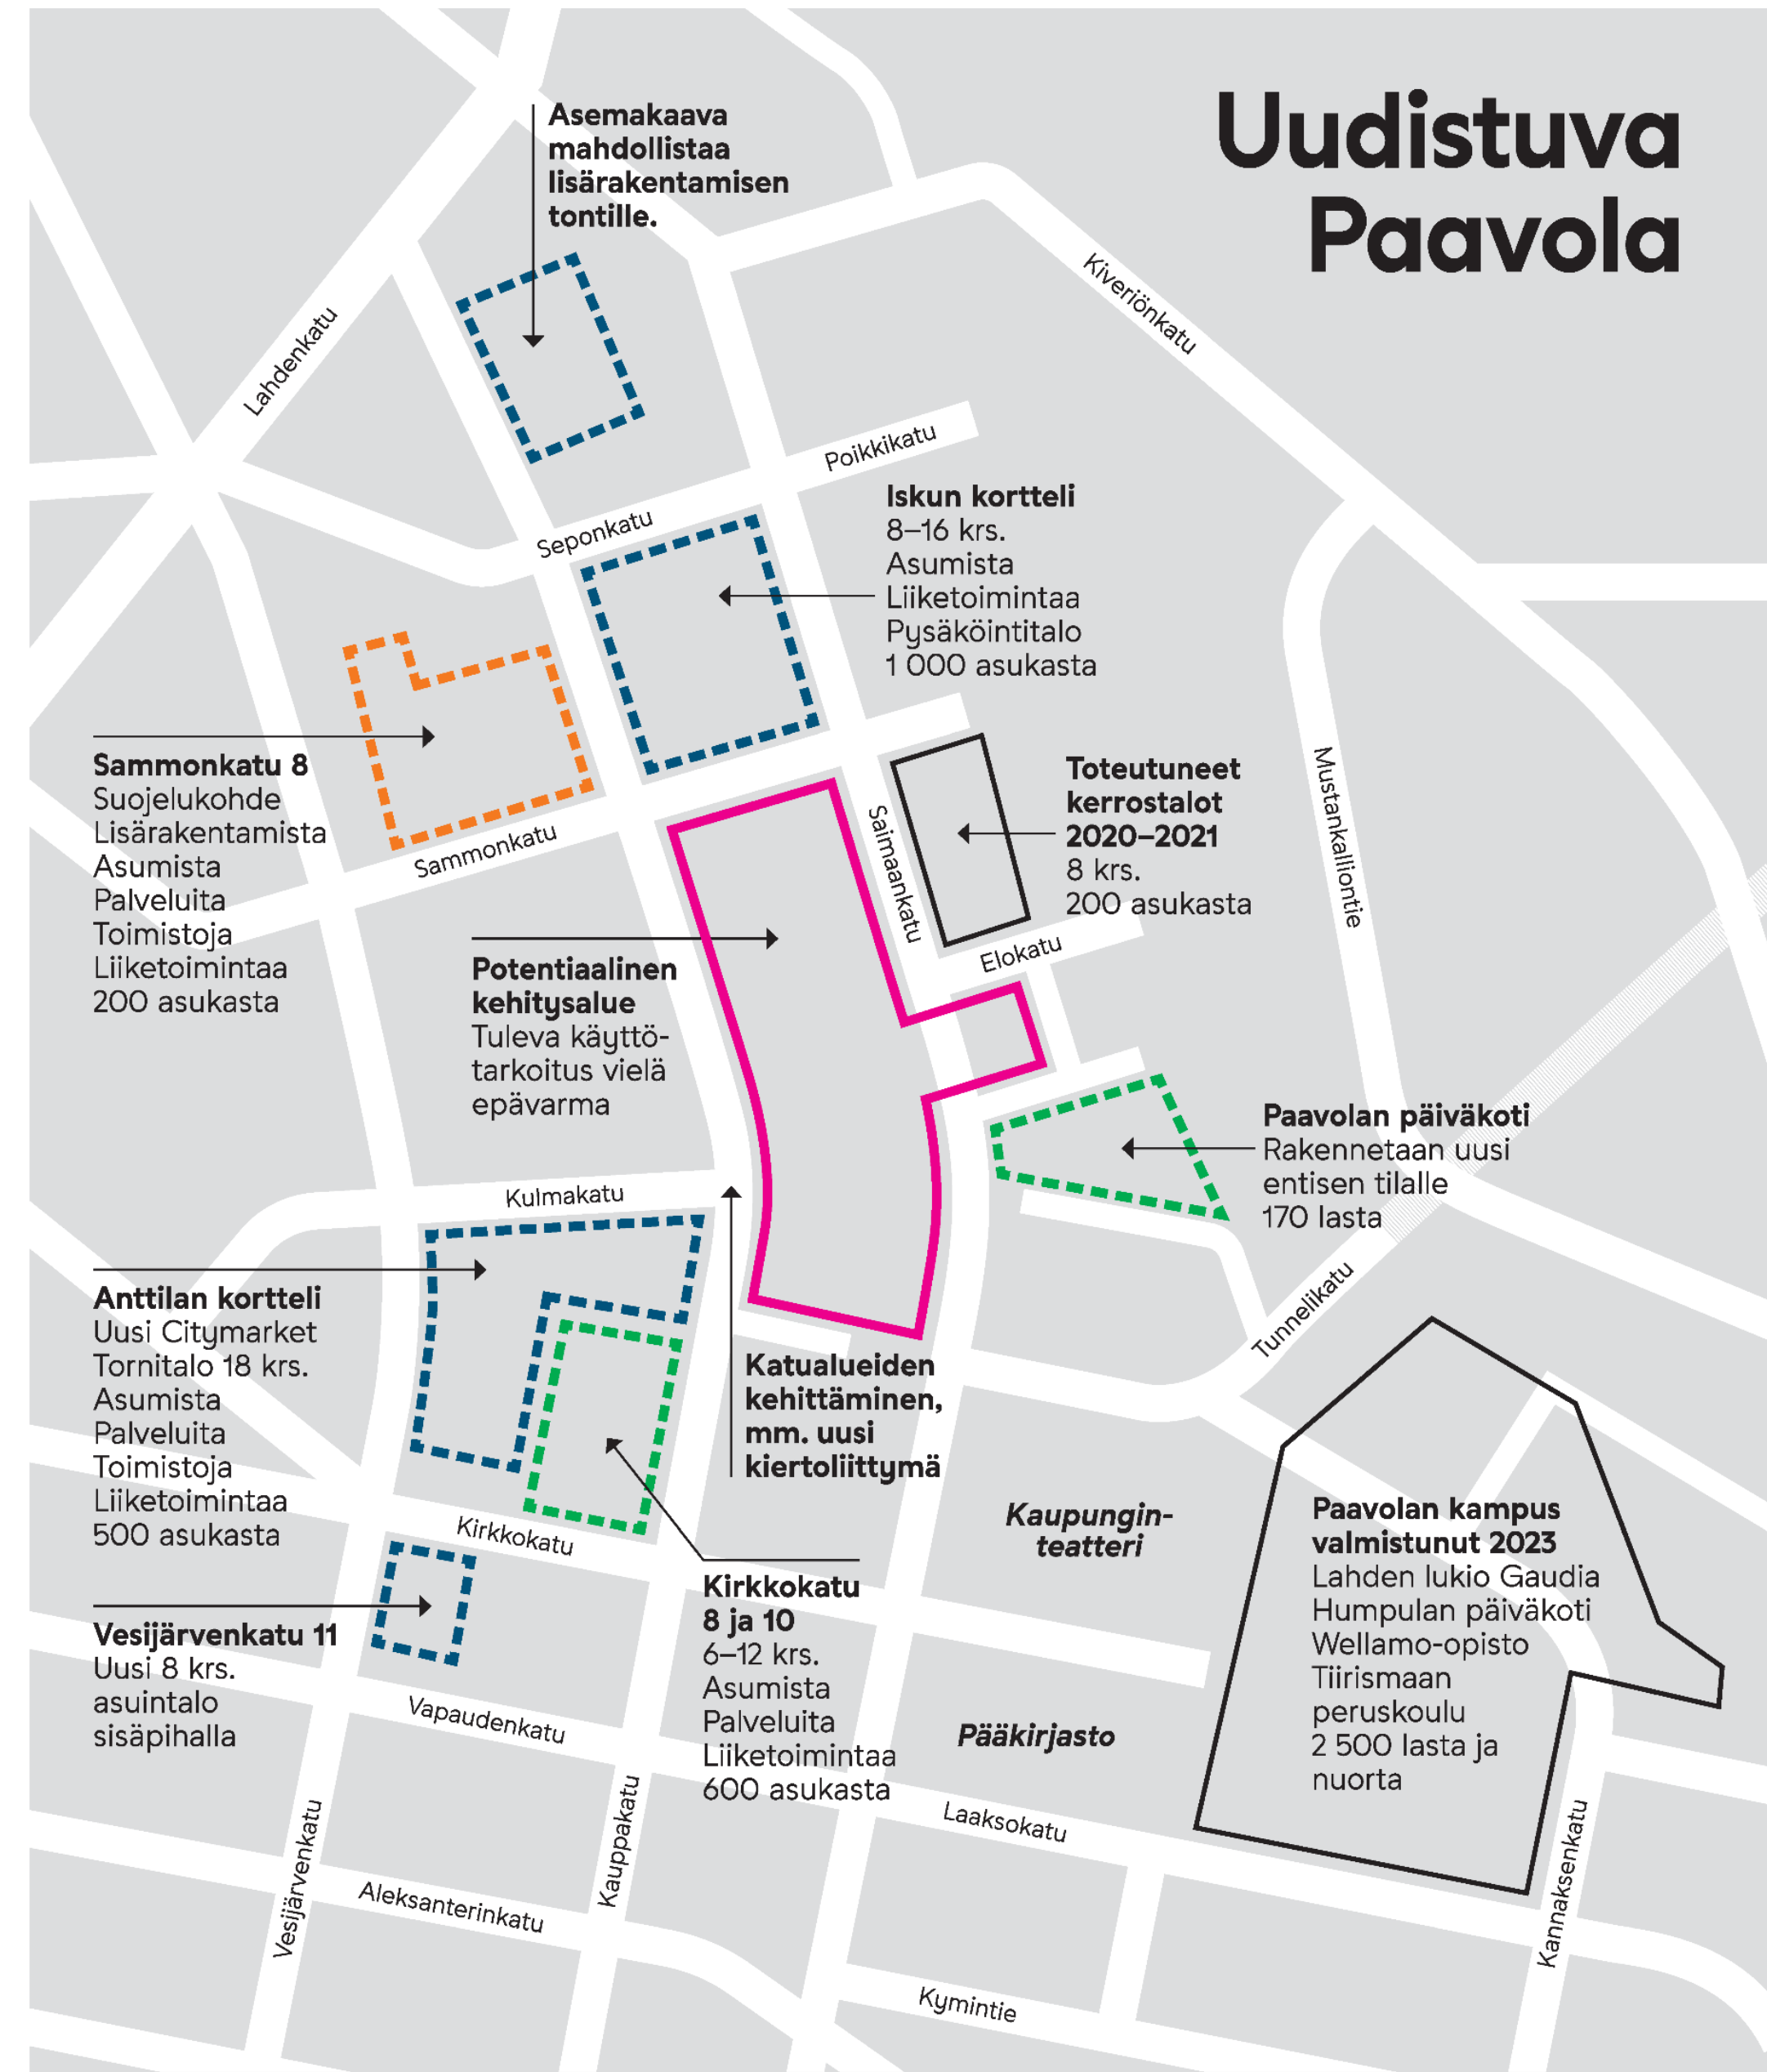 Uudistuva
Paavola
Asemakaava
mahdollistaa
lisärakentamisen
tontille.
Kiveriönkatu
Lahdenkatu
Poikkikatu
Seponkatu
Iskun kortteli
8–16 krs.
Asumista
Liiketoimintaa
Pysäköintitalo
1 000 asukasta
Sammonkatu 8
Suojelukohde
Lisärakentamista
Asumista
Palveluita
Toimistoja
Liiketoimintaa
200 asukasta
Sammonkatu
Saimaankatu
Toteutuneet
kerrostalot
2020–2021
8 krs.
200 asukasta
Mustankalliontie
Elokatu
Potentiaalinen
kehitysalue
Tuleva käyttö-
tarkoitus vielä
epävarma
Paavolan päiväkoti
Rakennetaan uusi
entisen tilalle
170 lasta
Kulmakatu
Tunnelikatu
Anttilan kortteli
Uusi Citymarket
Tornitalo 18 krs.
Asumista
Palveluita
Toimistoja
Liiketoimintaa
500 asukasta
Katualueiden
kehittäminen,
mm. uusi
kiertoliittymä
Kirkkokatu
Kaupungin-
teatteri
Paavolan kampus
valmistunut 2023
Lahden lukio Gaudia
Humpulan päiväkoti
Wellamo-opisto
Tiirismaan
peruskoulu
2 500 lasta ja
nuorta
Vesijärvenkatu 11
Uusi 8 krs.
asuintalo
sisäpihalla
Kirkkokatu
8 ja 10
6–12 krs.
Asumista
Palveluita
Liiketoimintaa
600 asukasta
Vapaudenkatu
Pääkirjasto
Laaksokatu
Vesijärvenkatu
Kauppakatu
Kannaksenkatu
Aleksanterinkatu
Kymintie